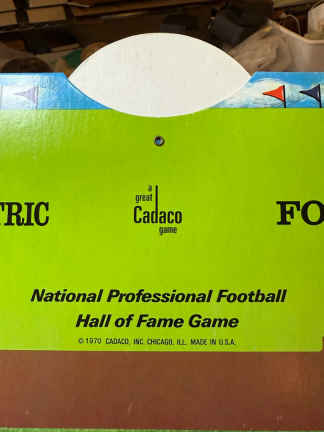 a
great
Cadaco
game
TRIC
FO
National Professional Football
Hall of Fame Game
© 1970 CADACO, INC. CHICAGO, ILL. MADE IN U.S.A.